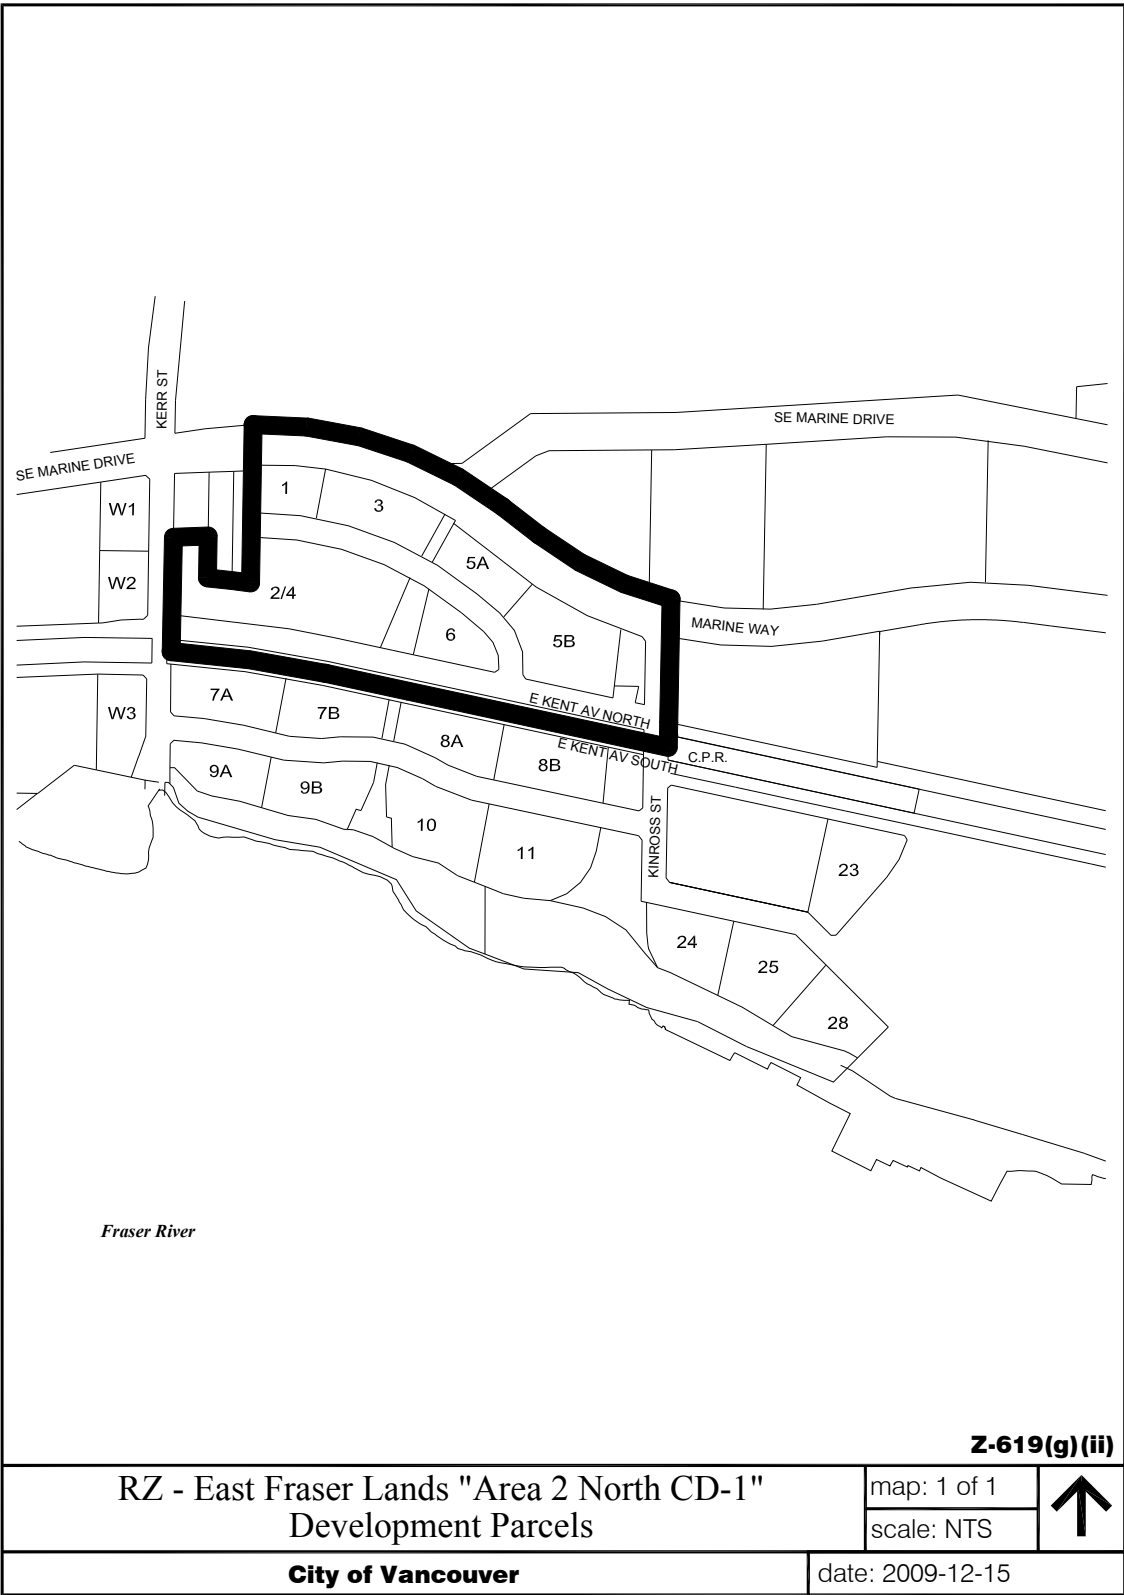 KERR ST
SE MARINE DRIVE
SE MARINE DRIVE
W1
1
3
W2
5A
2/4
MARINE WAY
6
5B
7A
E KENT AV NORTH
W3
7B
8A
E KENT AV SOUTH
C.P.R.
8B
9A
9B
KINROSS ST
10
11
23
24
25
28
Fraser River
Z-619(g)(ii)
RZ - East Fraser Lands "Area 2 North CD-1"
Development Parcels
map: 1 of 1
scale: NTS
City of Vancouver
date: 2009-12-15